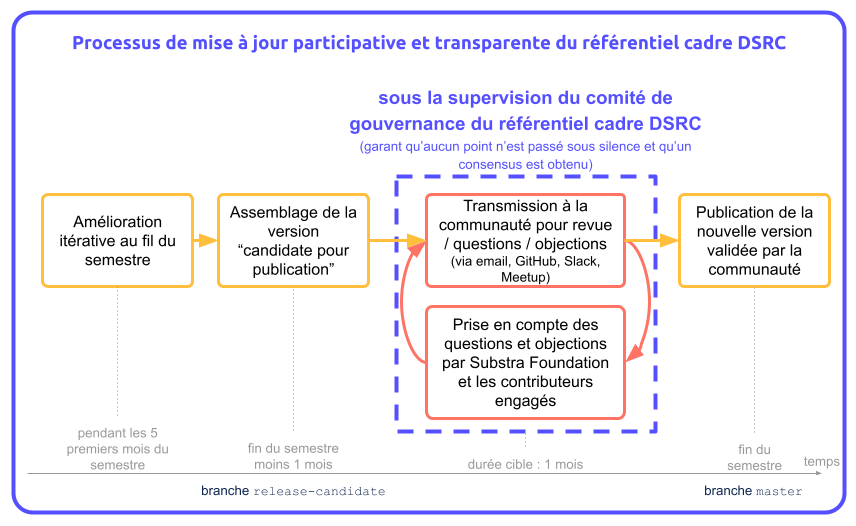 Processus de mise à jour participative et transparente du référentiel cadre DSRC
sous la supervision du comité de
gouvernance du référentiel cadre DSRC
(garant qu'aucun point n'est passé sous silence et qu'un
consensus est obtenu)
Amélioration
itérative au fil du
semestre
Assemblage de la
version
“candidate pour
publication”
Transmission à la
communauté pour revue
/ questions / objections
(via email, GitHub, Slack,
Meetup)
Publication de la
nouvelle version
validée par la
communauté
Prise en compte des
questions et objections
par Substra Foundation
et les contributeurs
engagés
pendant les 5
premiers mois du
semestre
fin du semestre
moins 1 mois
durée cible : 1 mois
fin du
semestre
temps
branche release-candidate
branche master